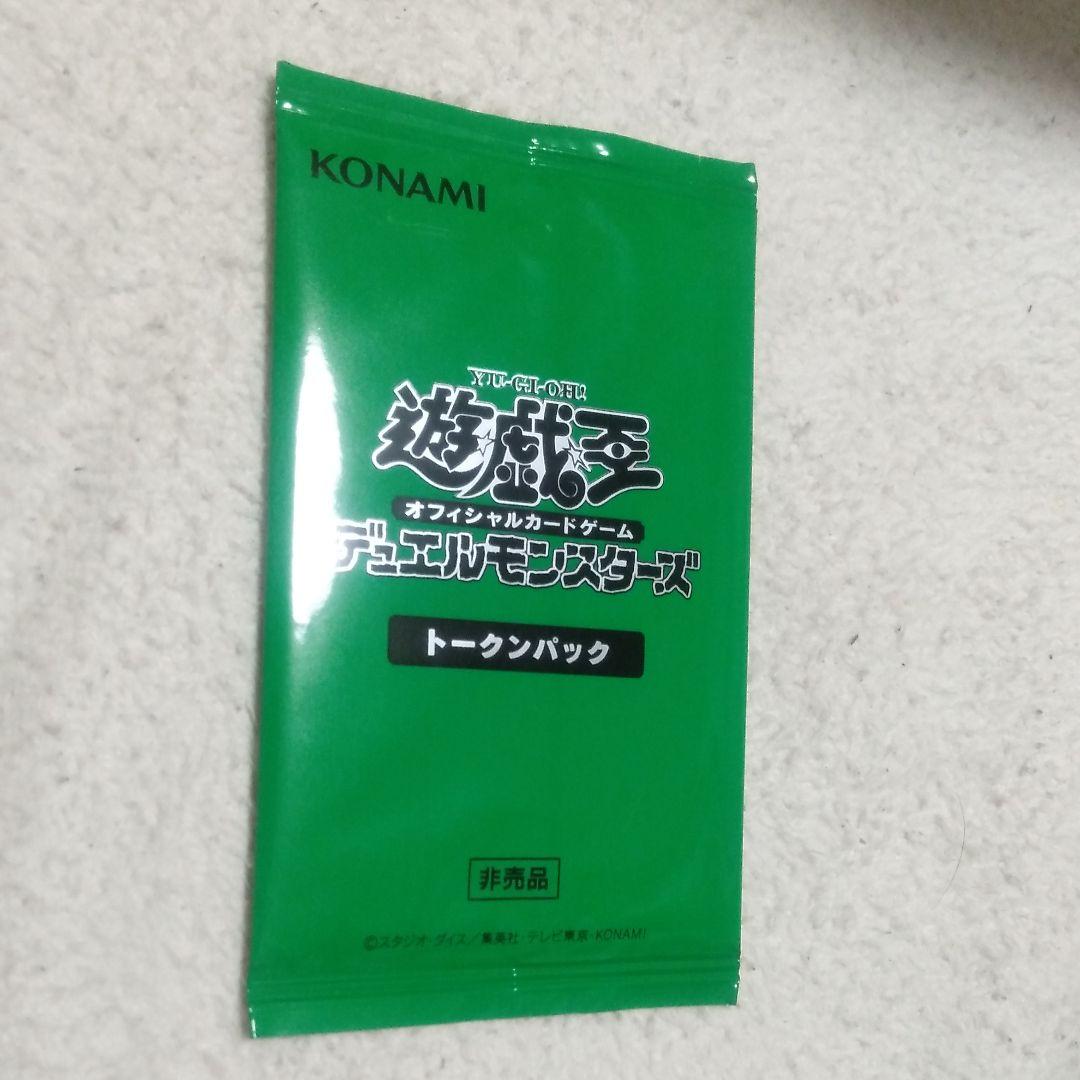 KONAMI
YU-GI-OH!
遊戯王
オフィシャルカードゲーム
デュエルモンスターズ
トークンパック
非売品
©スタジオ・ダイス／集英社・テレビ東京・KONAMI